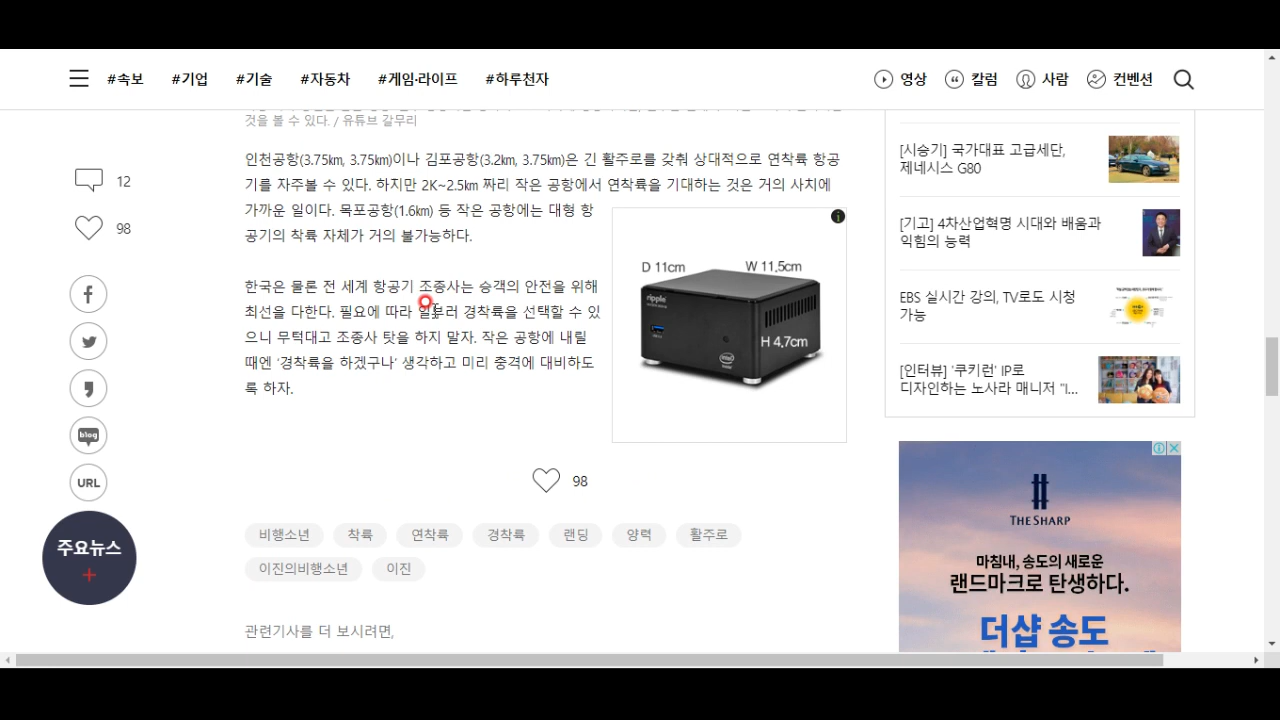 #속보 #기업 #기술 #자동차 #게임·라이프 #하루천자 영상 칼럼 사람 컨벤션
것을 볼 수 있다. / 유튜브 갈무리
인천공항(3.75㎞, 3.75㎞)이나 김포공항(3.2㎞, 3.75㎞)은 긴 활주로를 갖춰 상대적으로 연착륙 항공
기를 자주볼 수 있다. 하지만 2K~2.5㎞ 짜리 작은 공항에서 연착륙을 기대하는 것은 거의 사치에
가까운 일이다. 목포공항(1.6㎞) 등 작은 공항에는 대형 항
공기의 착륙 자체가 거의 불가능하다.
한국은 물론 전 세계 항공기 조종사는 승객의 안전을 위해
최선을 다한다. 필요에 따라 일부러 경착륙을 선택할 수 있
으니 무턱대고 조종사 탓을 하지 말자. 작은 공항에 내릴
때엔 '경착륙을 하겠구나' 생각하고 미리 충격에 대비하도
록 하자.
D 11cm W 11.5cm
ripple
H 4.7cm
intel
98
비행소년 착륙 연착륙 경착륙 랜딩 양력 활주로
이진의비행소년 이진
관련기사를 더 보시려면,
12
98
blog
URL
주요뉴스
+
[시승기] 국가대표 고급세단,
제네시스 G80
[기고] 4차산업혁명 시대와 배움과
익힘의 능력
EBS 실시간 강의, TV로도 시청
가능
[인터뷰] '쿠키런' IP로
디자인하는 노사라 매니저 "I...
THE SHARP
마침내, 송도의 새로운
랜드마크로 탄생하다.
더샵 송도